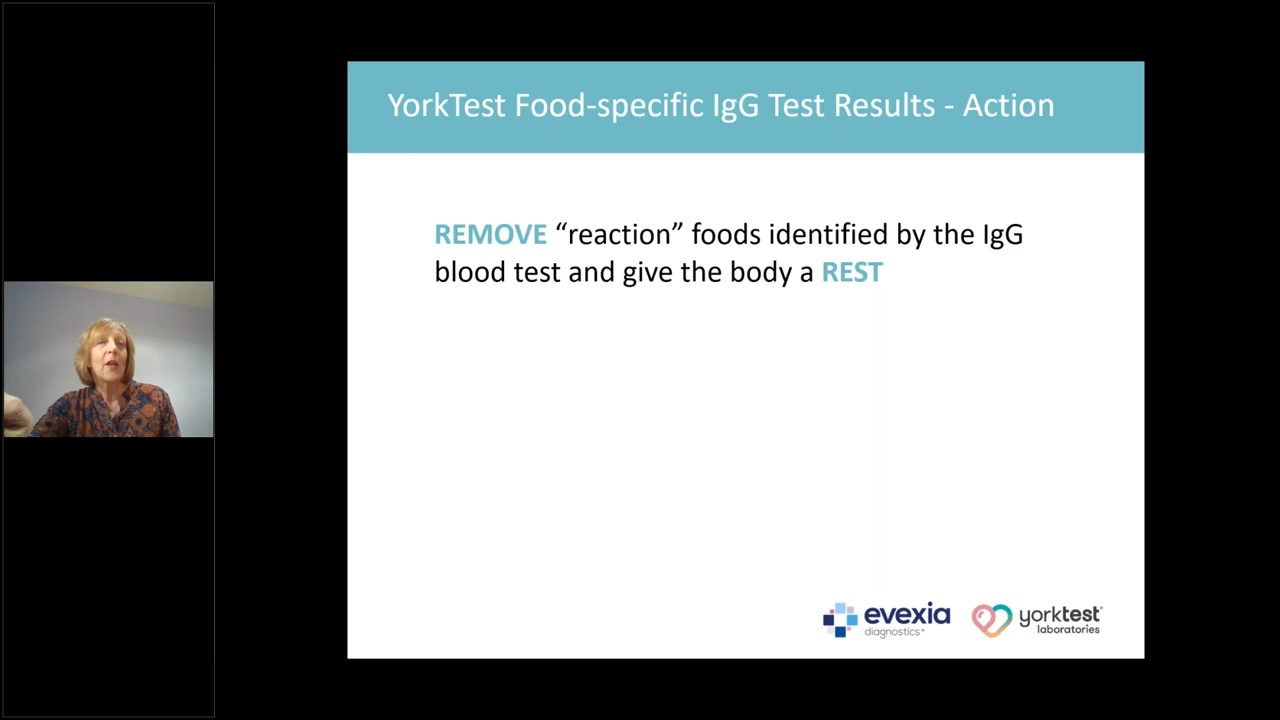 YorkTest Food-specific IgG Test Results - Action
REMOVE “reaction” foods identified by the IgG
blood test and give the body a REST
evexia
diagnostics
yorktest
laboratories